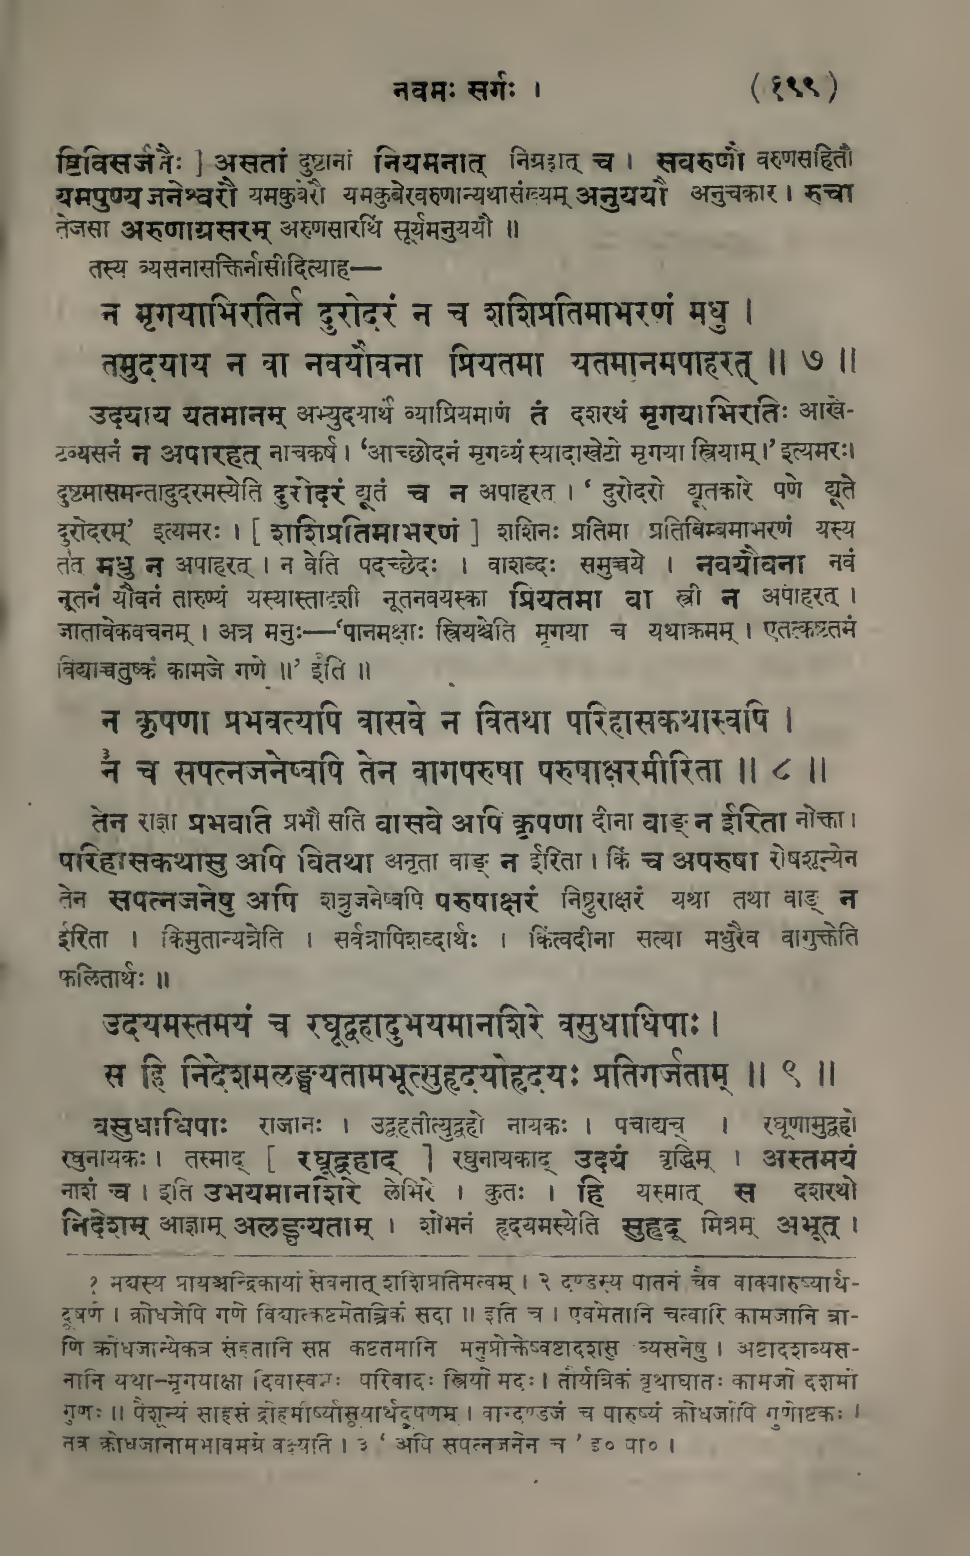 नवमः सर्गः । (१९९)
ष्टिविसर्जनैः ] असतां दुष्टानां नियमनात् निग्रहात् च । सवरुणौ वरुणसहितौ
यमपुण्यजनेश्वरौ यमकुबेरौ यमकुबेरवरुणान्यथासंख्यम् अनुययौ अनुचकार । रुचा
तेजसा अरुणाग्रसरम् अरुणसारथिं सूर्यमनुययौ ॥
तस्य व्यसनासक्तिर्नासीदित्याह—
न मृगयाभिरतिर्न दुरोदरं न च शशिप्रतिमाभरणं मधु ।
तमुदयाय न वा नवयौवना प्रियतमा यतमानमपाहरत् ॥ ७ ॥
उदयाय यतमानम् अभ्युदयार्थं व्याप्रियमाणं तं दशरथं मृगयाभिरतिः आखे-
टव्यसनं न अपारहत् नाचकर्ष । ‘आच्छोदनं मृगव्यं स्यादाखेटो मृगया स्त्रियाम् ।’ इत्यमरः।
दुष्टमासमन्तादुदरमस्येति दुरोदरं द्यूतं च न अपाहरत् । ‘ दुरोदरो द्यूतकारे पणे द्यूते
दुरोदरम्’ इत्यमरः । [ शशिप्रतिमाभरणं ] शशिनः प्रतिमा प्रतिबिम्बमाभरणं यस्य
तत् मधु न अपाहरत् । न वेति पदच्छेदः । वाशब्दः समुच्चये । नवयौवना नवं
नूतनं यौवनं तारुण्यं यस्यास्तादृशी नूतनवयस्का प्रियतमा वा स्त्री न अपाहरत् ।
जातावेकवचनम् । अत्र मनुः—‘पानमक्षाः स्त्रियश्चेति मृगया च यथाक्रमम् । एतत्कष्टतमं
विद्याच्चतुष्कं कामजे गणे ॥’ इति ॥
न कृपणा प्रभवत्यपि वासवे न वितथा परिहासकथास्वपि ।
३न च सपत्नजनेष्वपि तेन वागपरुषा परुषाक्षरमीरिता ॥ ८ ॥
तेन राज्ञा प्रभवति प्रभौ सति वासवे अपि कृपणा दीना वाङ् न ईरिता नोक्ता ।
परिहासकथासु अपि वितथा अनृता वाङ् न ईरिता । किं च अपरुषा रोषशून्येन
तेन सपत्नजनेषु अपि शत्रुजनेष्वपि परुषाक्षरं निष्ठुराक्षरं यथा तथा वाङ् न
ईरिता । किमुतान्यत्रेति । सर्वत्रापिशब्दार्थः । किंत्वदीना सत्या मधुरैव वागुक्तेति
फलितार्थः ॥
उदयमस्तमयं च रघूद्वहादुभयमानशिरे वसुधाधिपाः ।
स हि निदेशमलङ्घयतामभूत्सुहृदयोहृदयः प्रतिगर्जताम् ॥ ९ ॥
वसुधाधिपाः राजानः । उद्वहतीत्युद्वहो नायकः । पचाद्यच् । रघूणामुद्वहो
रघुनायकः । तस्माद् [ रघूद्वहाद् ] रघुनायकाद् उदयं वृद्धिम् । अस्तमयं
नाशं च । इति उभयमानशिरे लेभिरे । कुतः । हि यस्मात् स दशरथो
निदेशम् आज्ञाम् अलङ्घयताम् । शोभनं हृदयमस्येति सुहृद् मित्रम् अभूत् ।
१ मद्यस्य प्रायश्चन्द्रिकायां सेवनात् शशिप्रतिमत्वम् । २ दण्डस्य पातनं चैव वाक्पारुष्यार्थ-
दूषणे । क्रोधजेपि गणे विद्यात्कष्टमेतत्त्रिकं सदा ॥ इति च । एवमेतानि चत्वारि कामजानि त्री-
णि क्रोधजान्येकत्र संहतानि सप्त कष्टतमानि मनुप्रोक्तेष्वष्टादशसु व्यसनेषु । अष्टादशव्यस-
नानि यथा—मृगयाक्षा दिवास्वप्नः परिवादः स्त्रियो मदः । तौर्यत्रिकं वृथाघातः कामजो दशमो
गुणः ॥ पैशून्यं साहसं द्रोहमीर्ष्यासूयार्थदूषणम् । वाग्दण्डजं च पारुष्यं क्रोधजोपि गुणोष्टकः ।
तत्र क्रोधजानामभावमग्रे वक्ष्यति । ३ ‘ अपि सपत्नजनेन च ’ इ० पा० ।